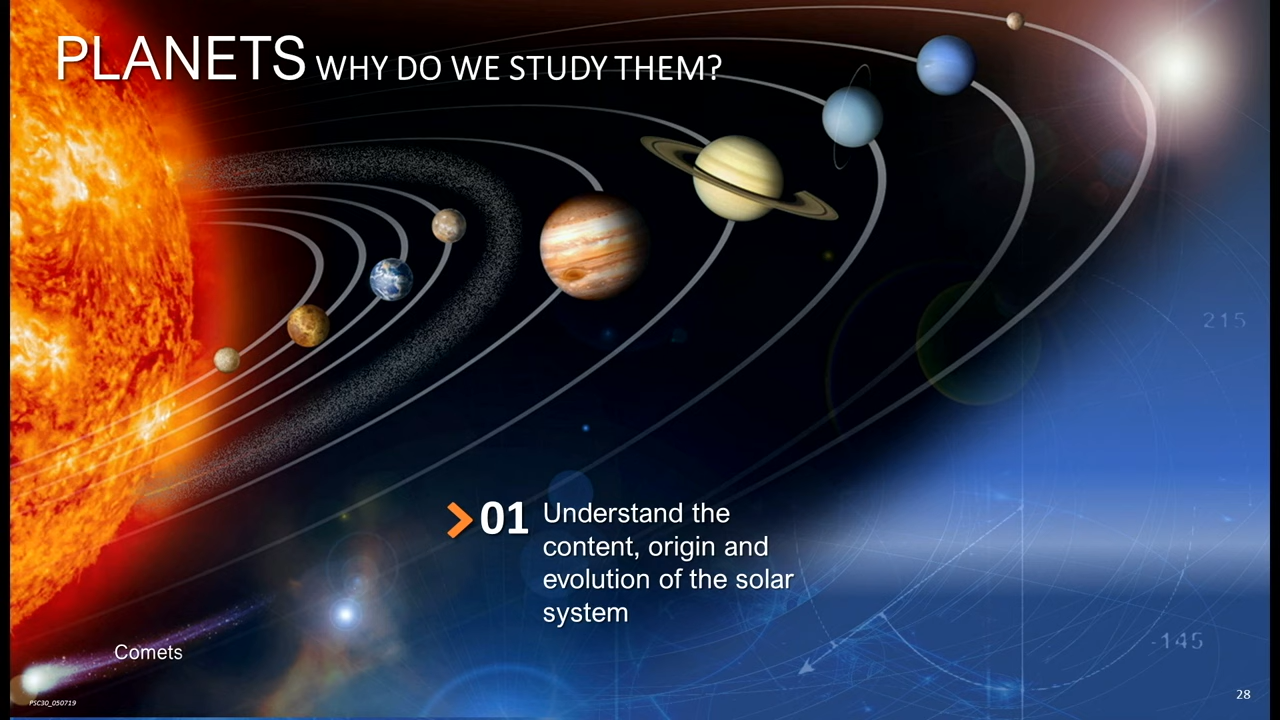 PLANETS WHY DO WE STUDY THEM?
215
01 Understand the
content, origin and
evolution of the solar
system
-145
Comets
PSC30_050719
28